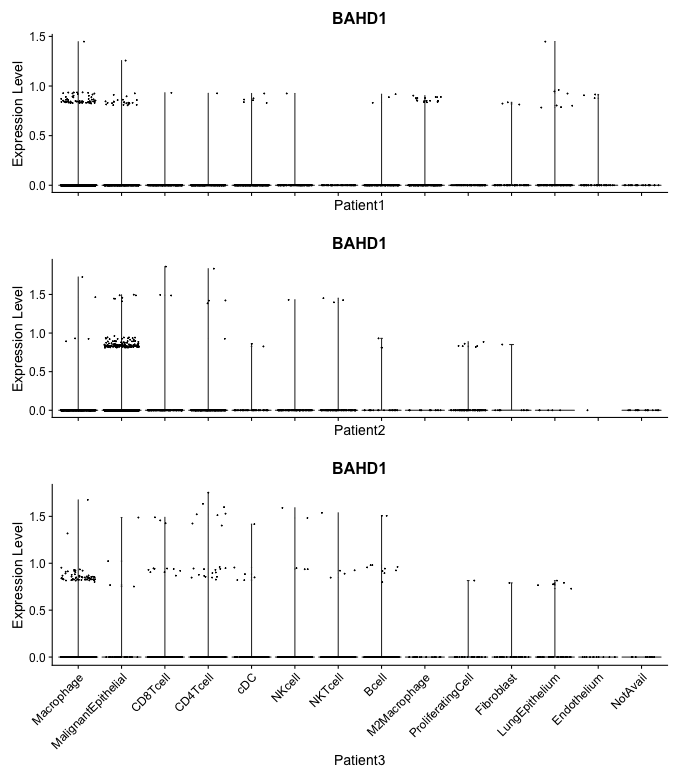 BAHD1
Expression Level
1.5
1.0
0.5
0.0
Patient1
BAHD1
Expression Level
1.5
1.0
0.5
0.0
Patient2
BAHD1
Expression Level
1.5
1.0
0.5
0.0
Macrophage
MalignantEpithelial
CD8Tcell
CD4Tcell
cDC
NKcell
NKTcell
Bcell
M2Macrophage
ProliferatingCell
Fibroblast
LungEpithelium
Endothelium
NotAvail
Patient3